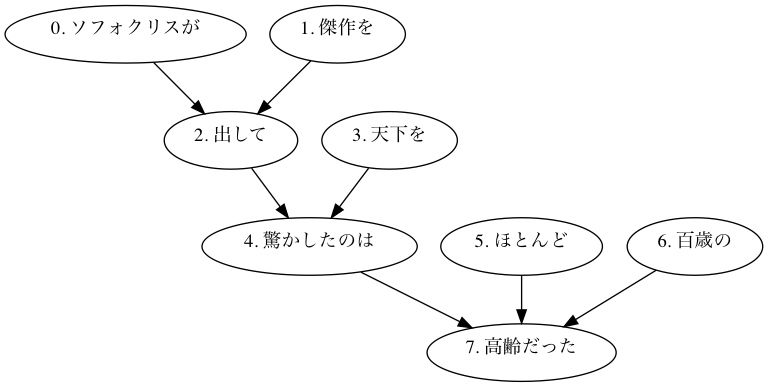 0. ソフォクリスが
1. 傑作を
2. 出して
3. 天下を
4. 驚かしたのは
5. ほとんど
6. 百歳の
7. 高齢だった